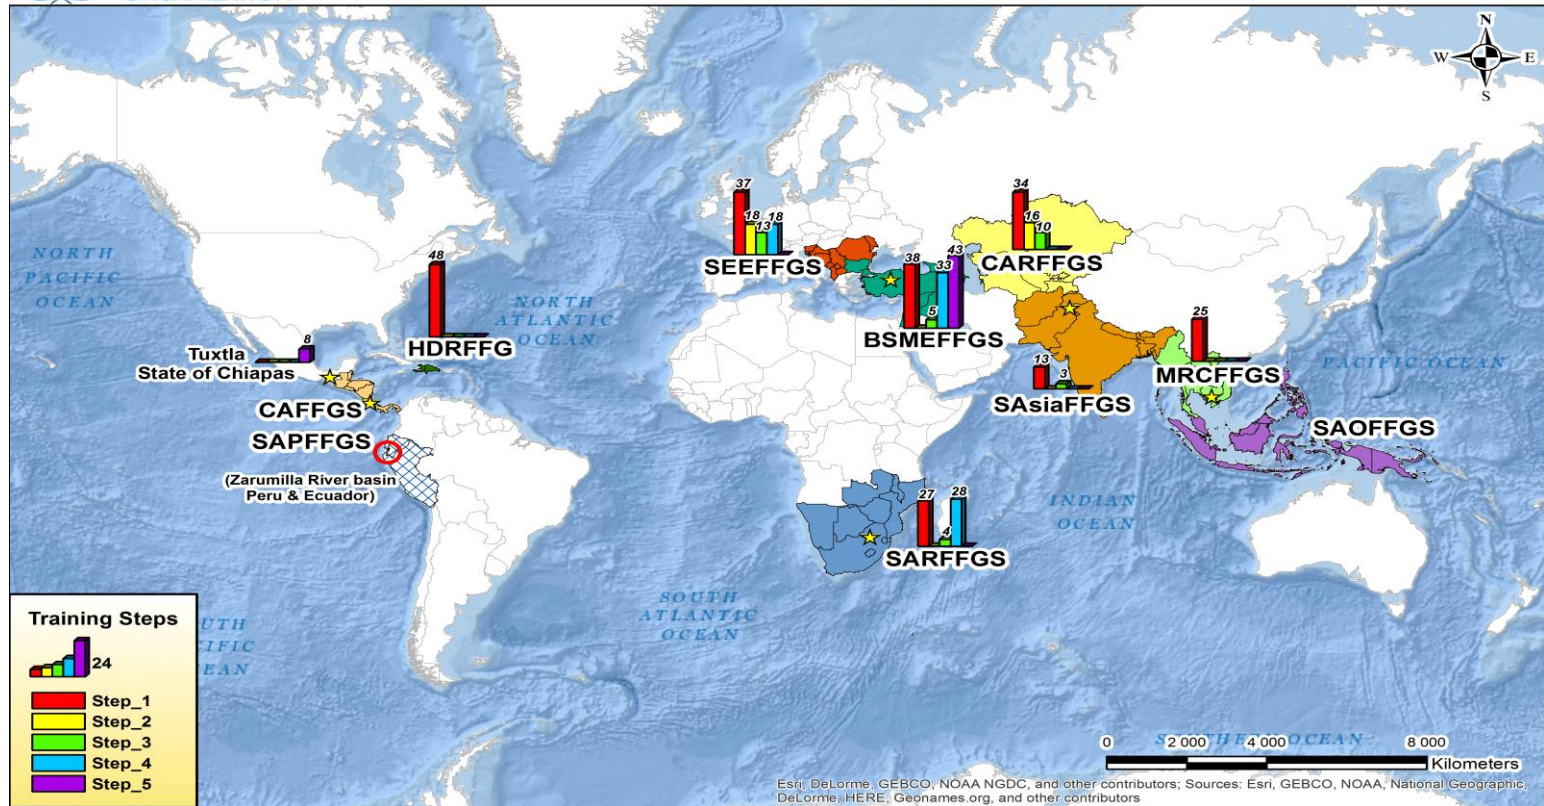 N
W E
S
NORTH
PACIFIC
OCEAN
NORTH
ATLANTIC
OCEAN
PACIFIC OCEAN
INDIAN
OCEAN
SOUTH
ATLANTIC
OCEAN
SOUTHERN OCEAN
48
HDRFFG
8
Tuxtla
State of Chiapas
CAFFGS
SAPFFGS
(Zarumilla River basin
Peru & Ecuador)
37
18
13
18
SEEFFGS
38
5
33
43
BSMEFFGS
34
16
10
CARFFGS
13
3
SAsiaFFGS
25
MRCFFGS
SAOFFGS
27
4
28
SARFFGS
Training Steps
24
Step_1
Step_2
Step_3
Step_4
Step_5
0 2 000 4 000 8 000
Kilometers
Esri, DeLorme, GEBCO, NOAA NGDC, and other contributors; Sources: Esri, GEBCO, NOAA, National Geographic,
DeLorme, HERE, Geonames.org, and other contributors